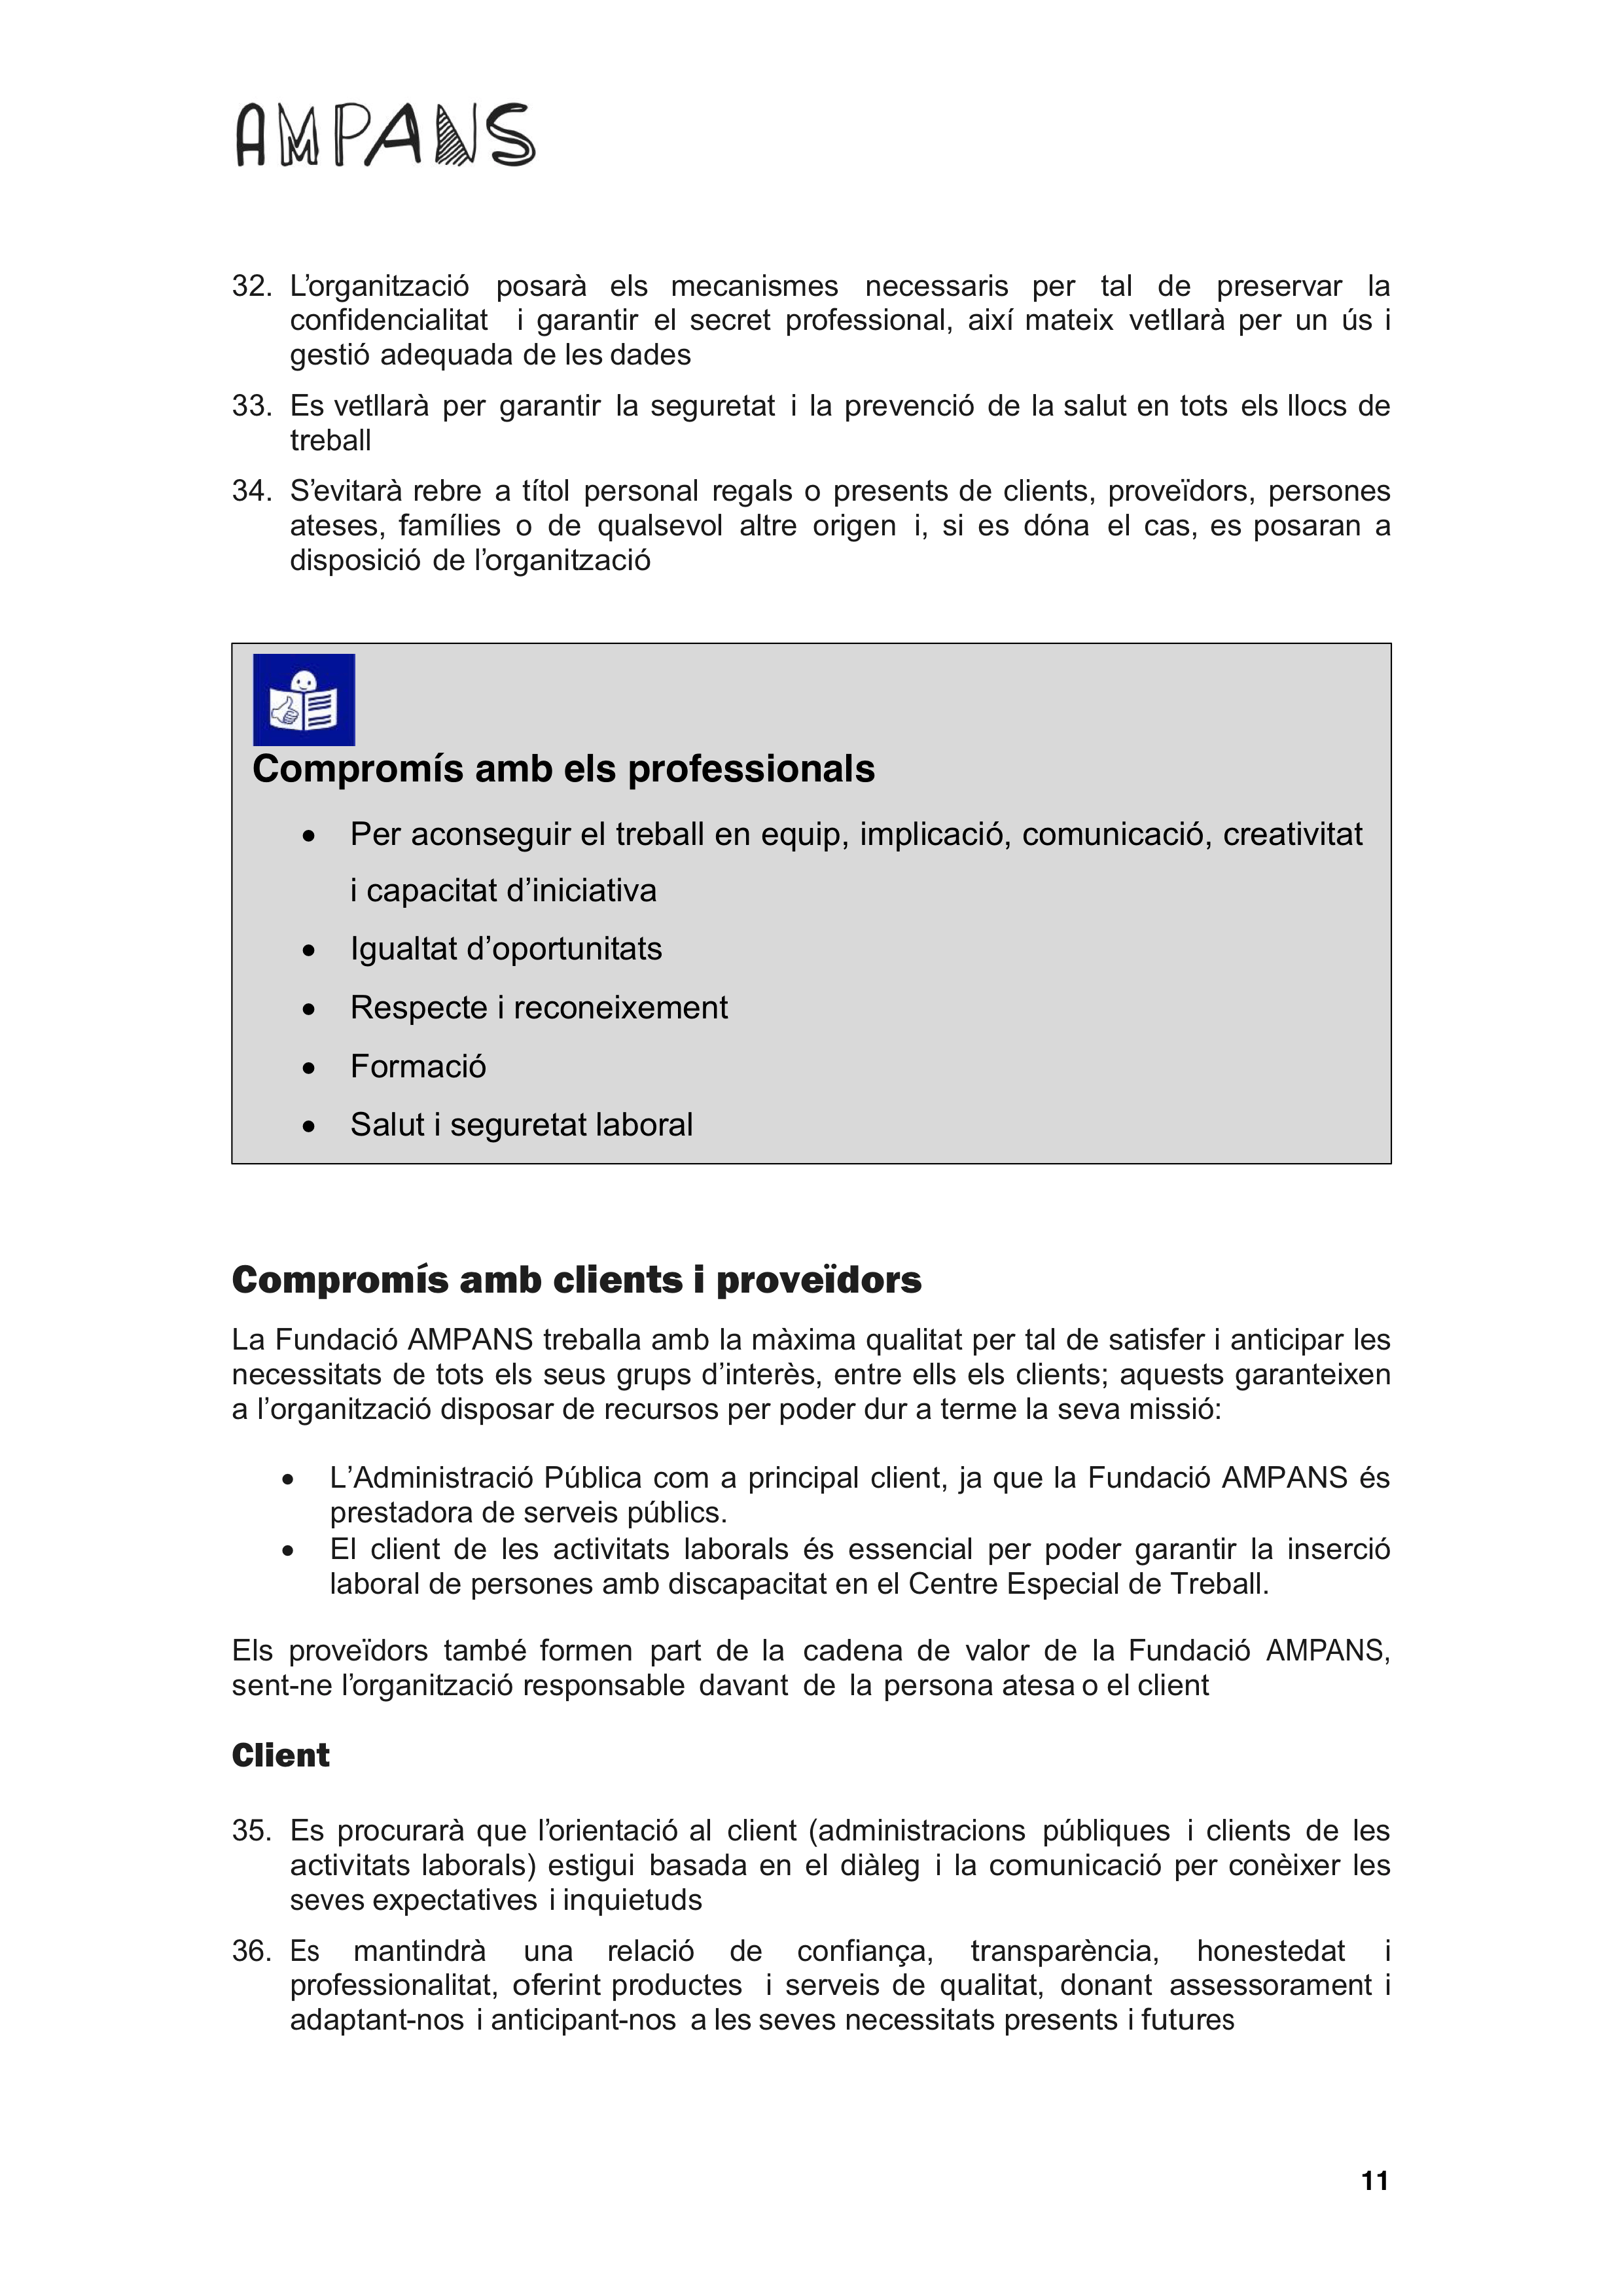 AMPANS
32. L’organització posarà els mecanismes necessaris per tal de preservar la
confidencialitat i garantir el secret professional, així mateix vetllarà per un ús i
gestió adequada de les dades
33. Es vetllarà per garantir la seguretat i la prevenció de la salut en tots els llocs de
treball
34. S’evitarà rebre a títol personal regals o presents de clients, proveïdors, persones
ateses, famílies o de qualsevol altre origen i, si es dóna el cas, es posaran a
disposició de l’organització
Compromís amb els professionals
• Per aconseguir el treball en equip, implicació, comunicació, creativitat
i capacitat d’iniciativa
• Igualtat d’oportunitats
• Respecte i reconeixement
• Formació
• Salut i seguretat laboral
Compromís amb clients i proveïdors
La Fundació AMPANS treballa amb la màxima qualitat per tal de satisfer i anticipar les
necessitats de tots els seus grups d’interès, entre ells els clients; aquests garanteixen
a l’organització disposar de recursos per poder dur a terme la seva missió:
• L’Administració Pública com a principal client, ja que la Fundació AMPANS és
prestadora de serveis públics.
• El client de les activitats laborals és essencial per poder garantir la inserció
laboral de persones amb discapacitat en el Centre Especial de Treball.
Els proveïdors també formen part de la cadena de valor de la Fundació AMPANS,
sent-ne l’organització responsable davant de la persona atesa o el client
Client
35. Es procurarà que l’orientació al client (administracions públiques i clients de les
activitats laborals) estigui basada en el diàleg i la comunicació per conèixer les
seves expectatives i inquietuds
36. Es mantindrà una relació de confiança, transparència, honestedat i
professionalitat, oferint productes i serveis de qualitat, donant assessorament i
adaptant-nos i anticipant-nos a les seves necessitats presents i futures
11